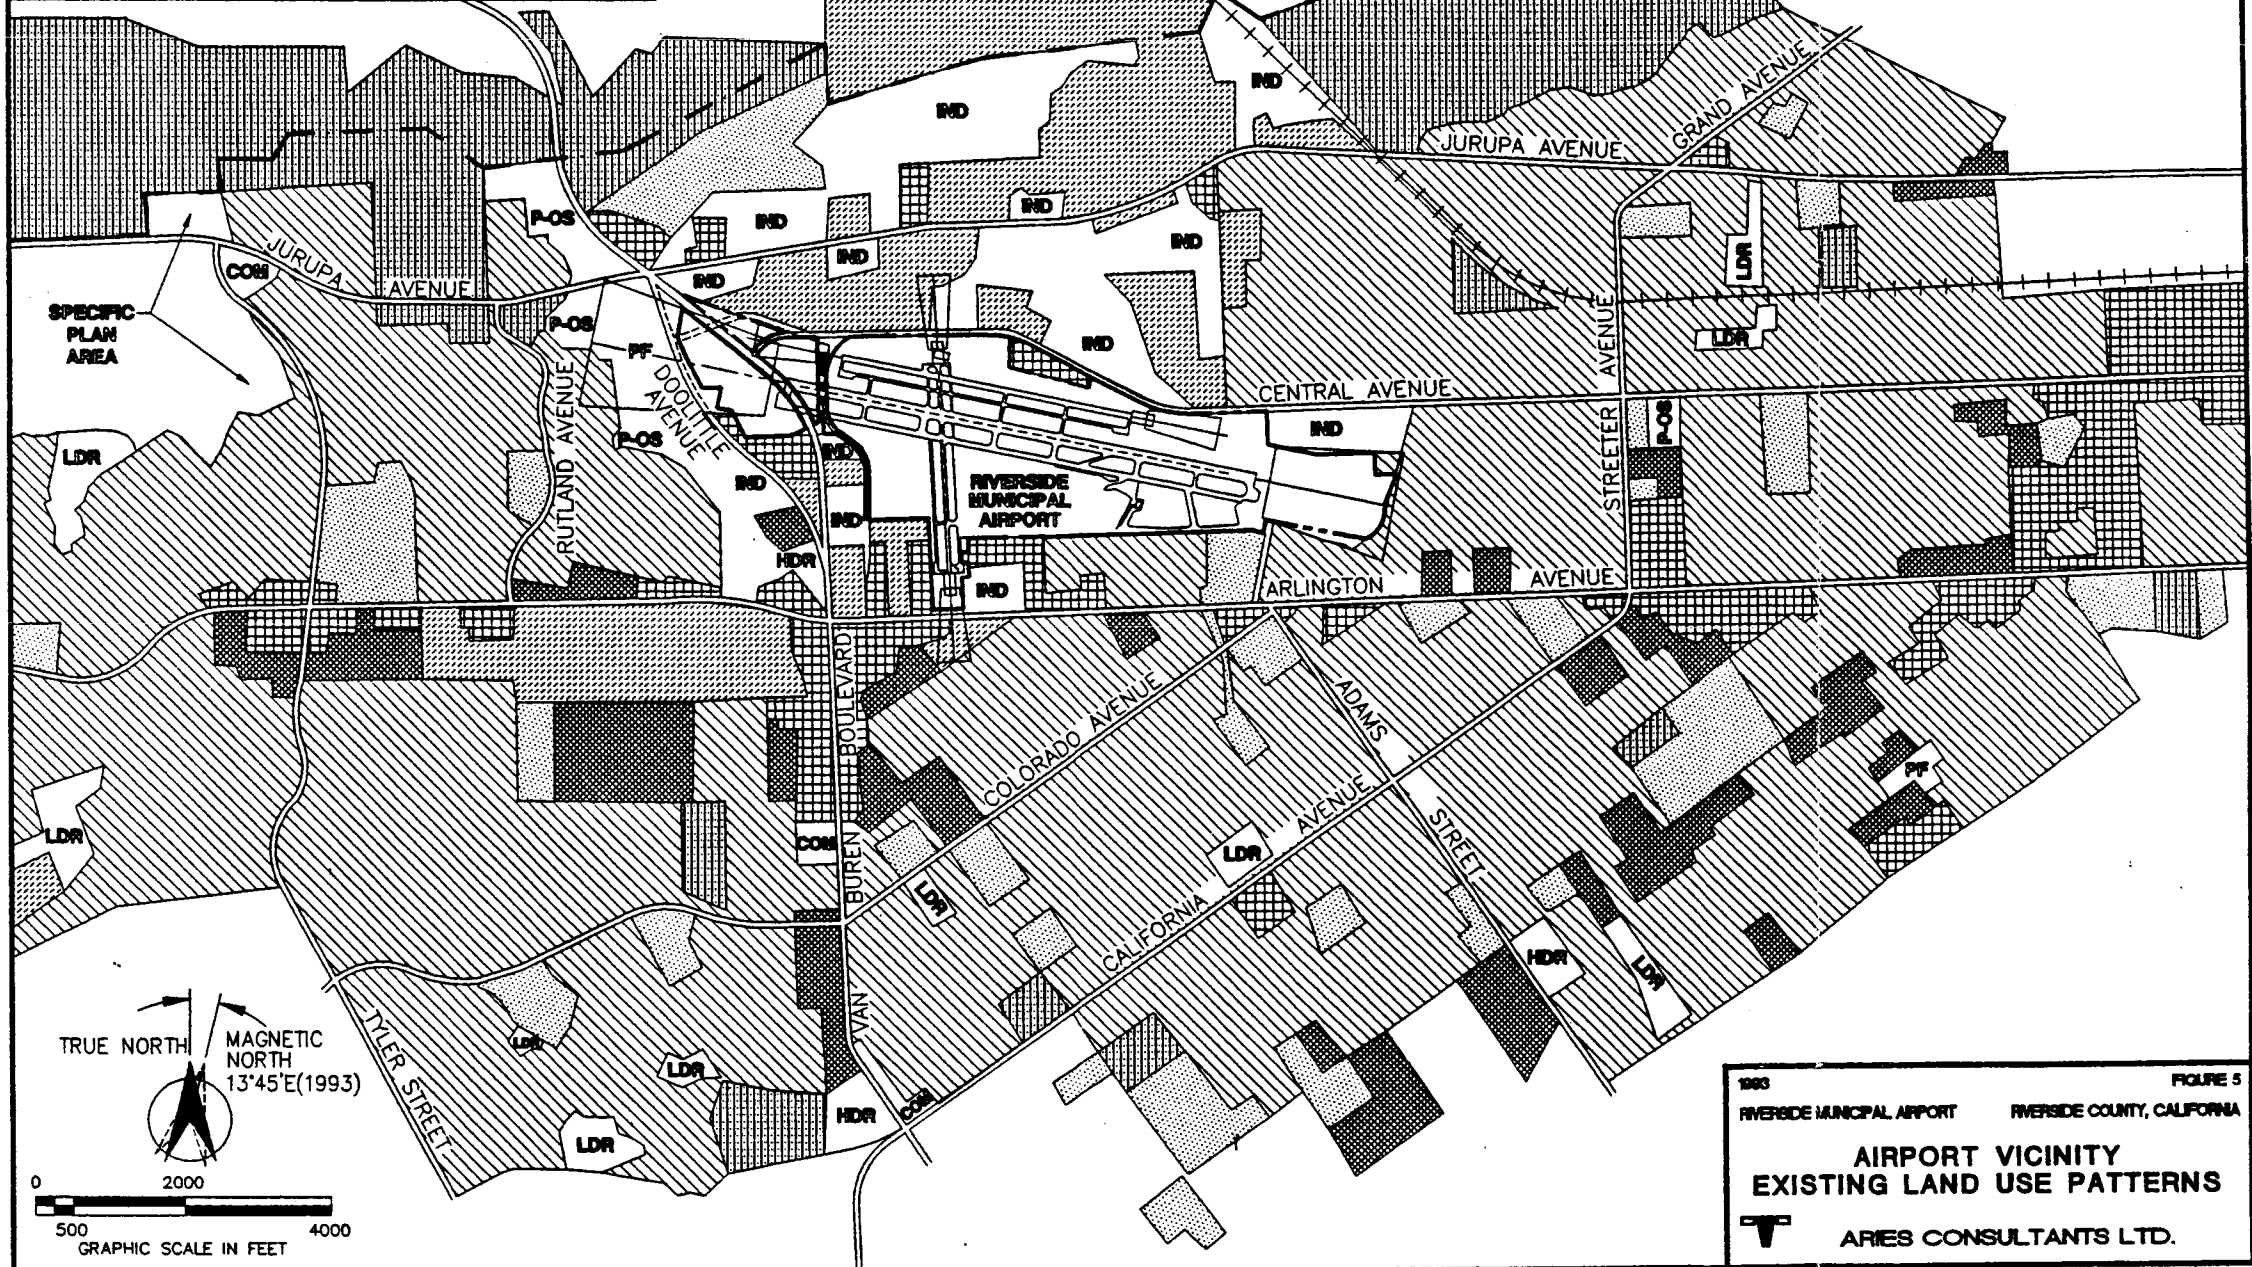 IND
IND
GRAND AVENUE
JURUPA AVENUE
P-OS
IND
IND
IND
LDR
IND
COM
JURUPA
AVENUE
IND
SPECIFIC
PLAN
AREA
P-OS
PF
IND
STREETER AVENUE
LDR
DOOLITTLE
AVENUE
RUTLAND AVENUE
CENTRAL AVENUE
P-OS
IND
P-OS
LDR
IND
IND
RIVERSIDE
MUNICIPAL
AIRPORT
IND
HDR
IND
ARLINGTON
AVENUE
COLORADO AVENUE
ADAMS
STREET
PF
LDR
COM
VAN BUREN BOULEVARD
LDR
CALIFORNIA AVENUE
LDR
HDR
LDR
TRUE NORTH
MAGNETIC
NORTH
13°45'E(1993)
TYLER STREET
LDR
LDR
LDR
HDR
COM
0 2000
500 4000
GRAPHIC SCALE IN FEET
1993 FIGURE 5
RIVERSIDE MUNICIPAL AIRPORT RIVERSIDE COUNTY, CALIFORNIA
AIRPORT VICINITY
EXISTING LAND USE PATTERNS
ARIES CONSULTANTS LTD.